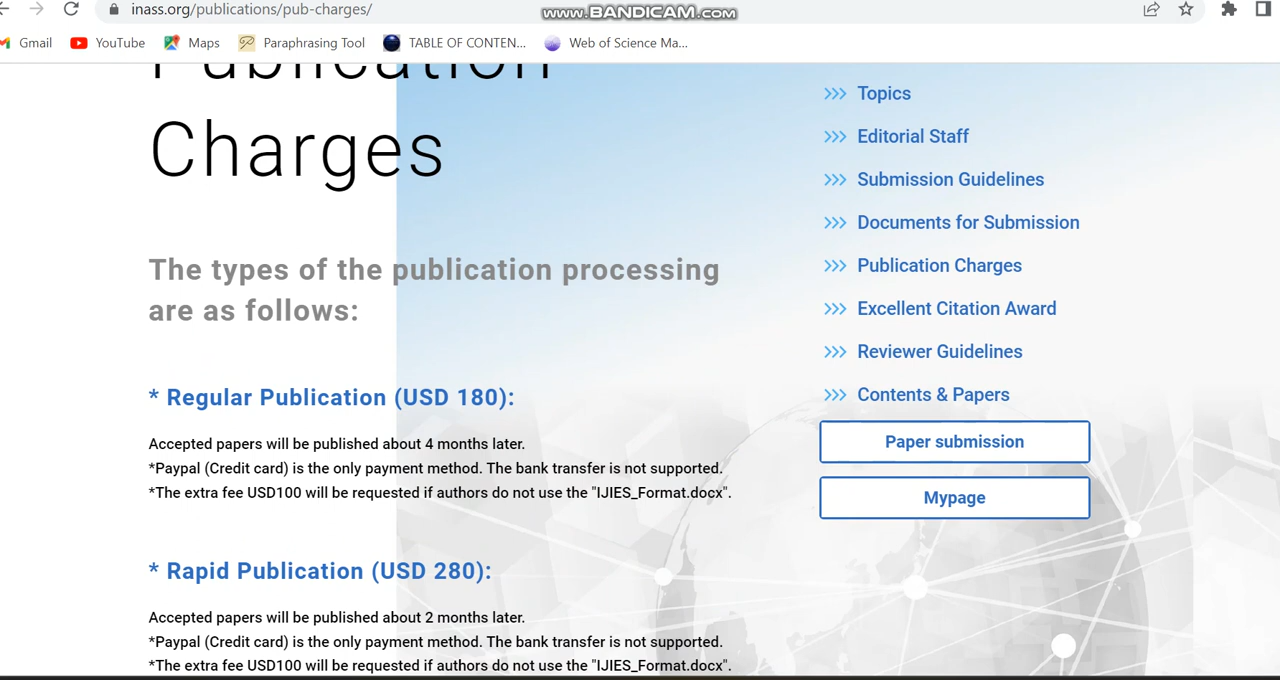 inass.org/publications/pub-charges/
www.BANDICAM.com
Gmail
YouTube
Maps
Paraphrasing Tool
TABLE OF CONTEN...
Web of Science Ma...
Publication
Charges
The types of the publication processing
are as follows:
* Regular Publication (USD 180):
Accepted papers will be published about 4 months later.
*Paypal (Credit card) is the only payment method. The bank transfer is not supported.
*The extra fee USD100 will be requested if authors do not use the "IJIES_Format.docx".
* Rapid Publication (USD 280):
Accepted papers will be published about 2 months later.
*Paypal (Credit card) is the only payment method. The bank transfer is not supported.
*The extra fee USD100 will be requested if authors do not use the "IJIES_Format.docx".
>>> Topics
>>> Editorial Staff
>>> Submission Guidelines
>>> Documents for Submission
>>> Publication Charges
>>> Excellent Citation Award
>>> Reviewer Guidelines
>>> Contents & Papers
Paper submission
Mypage